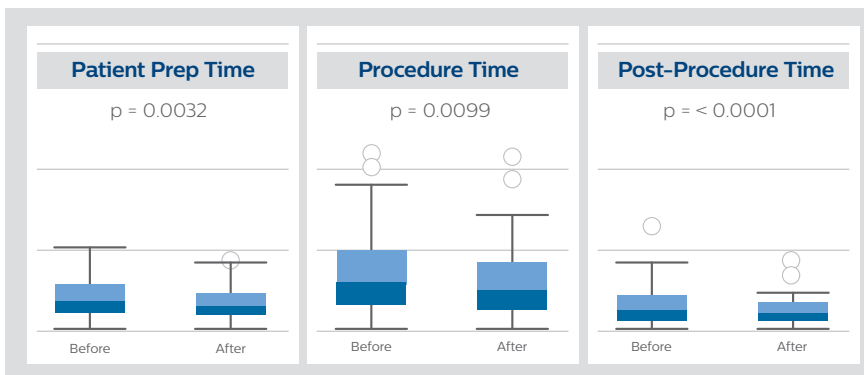 Patient Prep Time
p = 0.0032
Before After
Procedure Time
p = 0.0099
Before After
Post-Procedure Time
p = < 0.0001
Before After